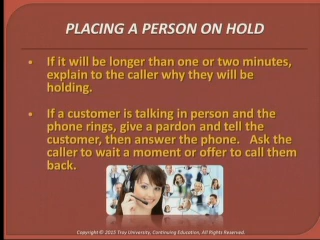 PLACING A PERSON ON HOLD
• If it will be longer than one or two minutes,
explain to the caller why they will be
holding.
• If a customer is talking in person and the
phone rings, give a pardon and tell the
customer, then answer the phone. Ask the
caller to wait a moment or offer to call them
back.
Copyright © 2015 Troy University, Continuing Education, All Rights Reserved.